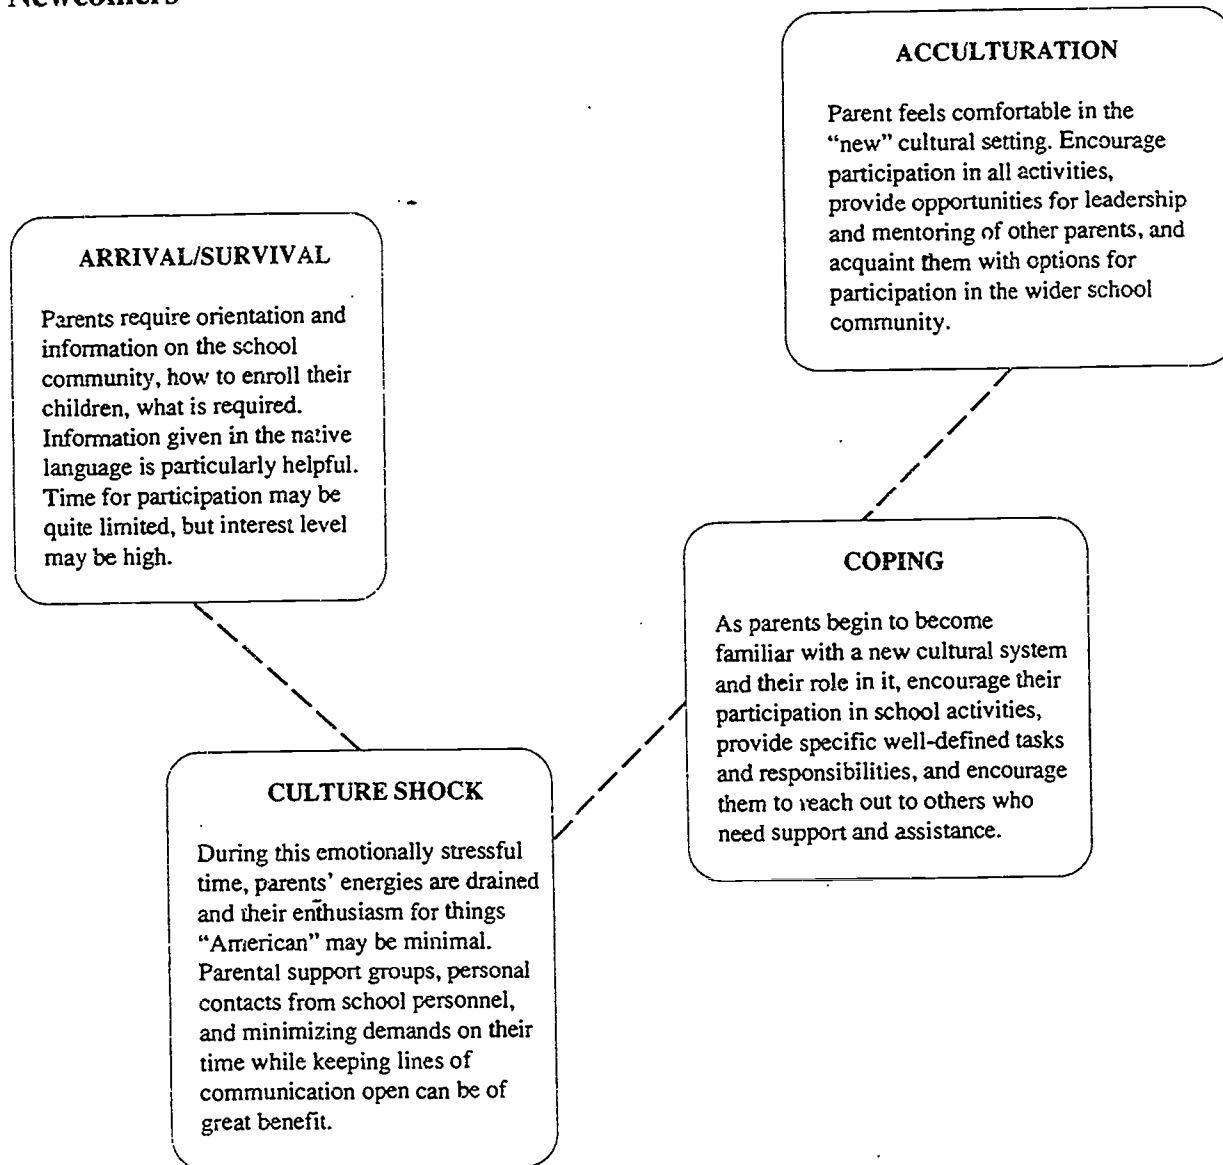 Newcomers
ARRIVAL/SURVIVAL
Parents require orientation and
information on the school
community, how to enroll their
children, what is required.
Information given in the native
language is particularly helpful.
Time for participation may be
quite limited, but interest level
may be high.
CULTURE SHOCK
During this emotionally stressful
time, parents’ energies are drained
and their enthusiasm for things
“American” may be minimal.
Parental support groups, personal
contacts from school personnel,
and minimizing demands on their
time while keeping lines of
communication open can be of
great benefit.
COPING
As parents begin to become
familiar with a new cultural system
and their role in it, encourage their
participation in school activities,
provide specific well-defined tasks
and responsibilities, and encourage
them to reach out to others who
need support and assistance.
ACCULTURATION
Parent feels comfortable in the
“new” cultural setting. Encourage
participation in all activities,
provide opportunities for leadership
and mentoring of other parents, and
acquaint them with options for
participation in the wider school
community.